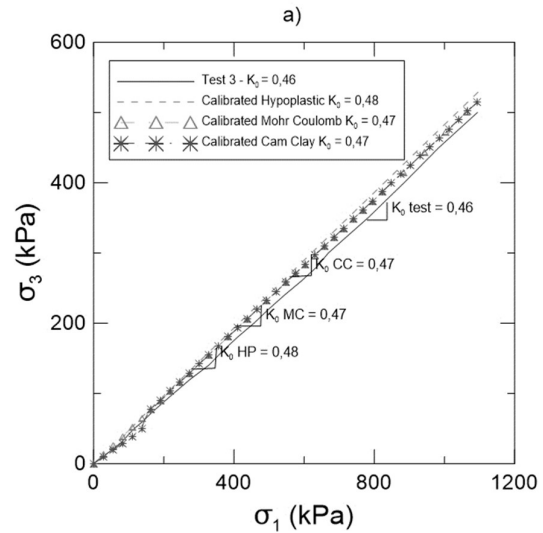 a)
600
400
200
0
σ3 (kPa)
Test 3 - K0 = 0,46
Calibrated Hypoplastic K0 = 0,48
Calibrated Mohr Coulomb K0 = 0,47
Calibrated Cam Clay K0 = 0,47
K0 test = 0,46
K0 CC = 0,47
K0 MC = 0,47
K0 HP = 0,48
0
400
800
1200
σ1 (kPa)